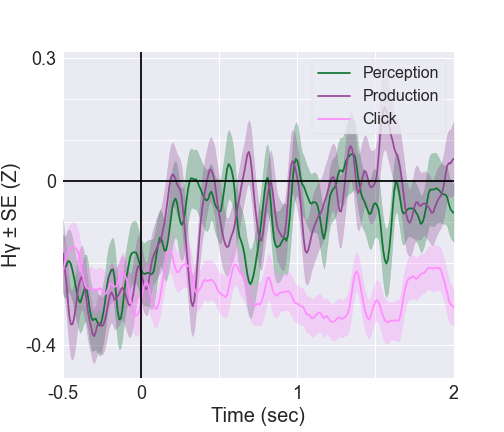 0.3
Perception
Production
Click
0
Hγ ± SE (Z)
-0.4
-0.5
0
1
2
Time (sec)